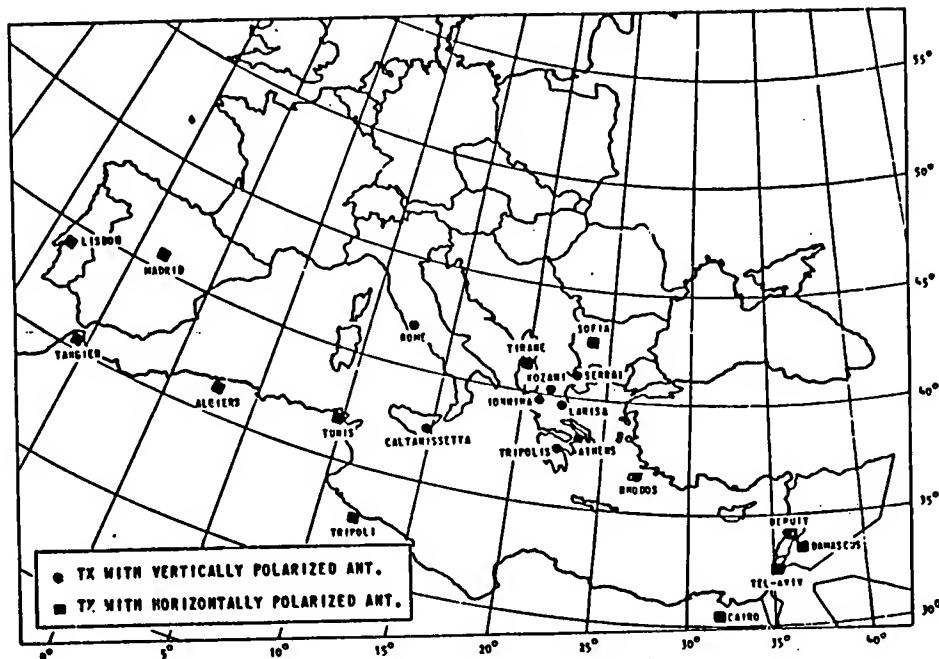 55°
50°
45°
40°
35°
30°
LISBON
MADRID
TANGIER
ALGIERS
TUNIS
TRIPOLI
ROME
CALTANISSETTA
TIRANE
SOFIA
KOZANI
SERRAI
IONNINA
LARISA
TRIPOLIS
ATHENS
RHODOS
DAMASCUS
TEL-AVIV
CAIRO
TX WITH VERTICALLY POLARIZED ANT.
TX WITH HORIZONTALLY POLARIZED ANT.
0° 5° 10° 15° 20° 25° 30° 35° 40°